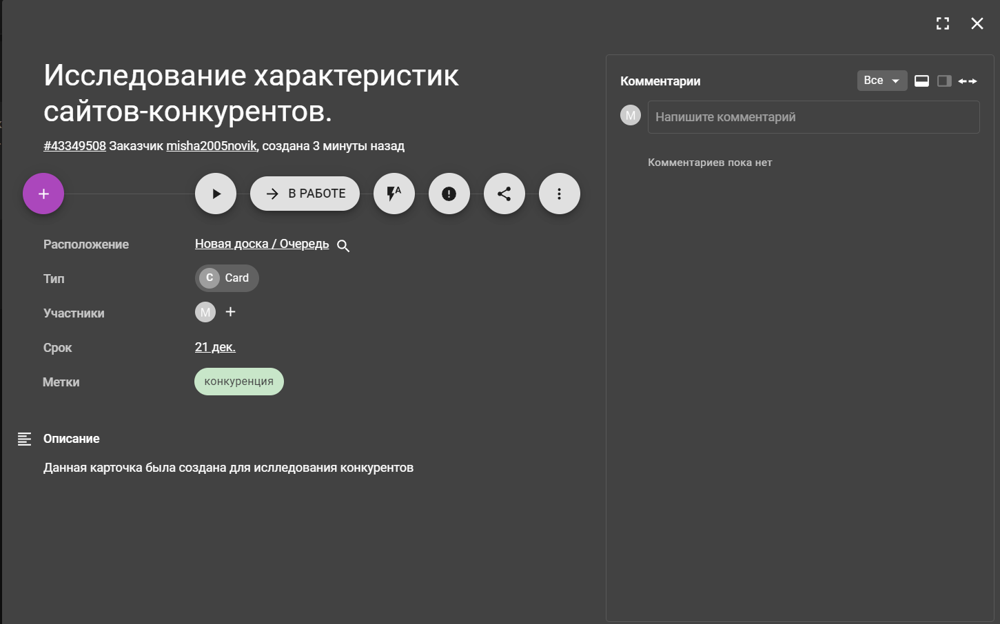 Исследование характеристик
сайтов-конкурентов.
#43349508 Заказчик misha2005novik, создана 3 минуты назад
В РАБОТЕ
A
Расположение
Новая доска / Очередь
Тип
C Card
Участники
M
Срок
21 дек.
Метки
конкуренция
Описание
Данная карточка была создана для ислледования конкурентов
Комментарии
Все
M
Напишите комментарий
Комментариев пока нет